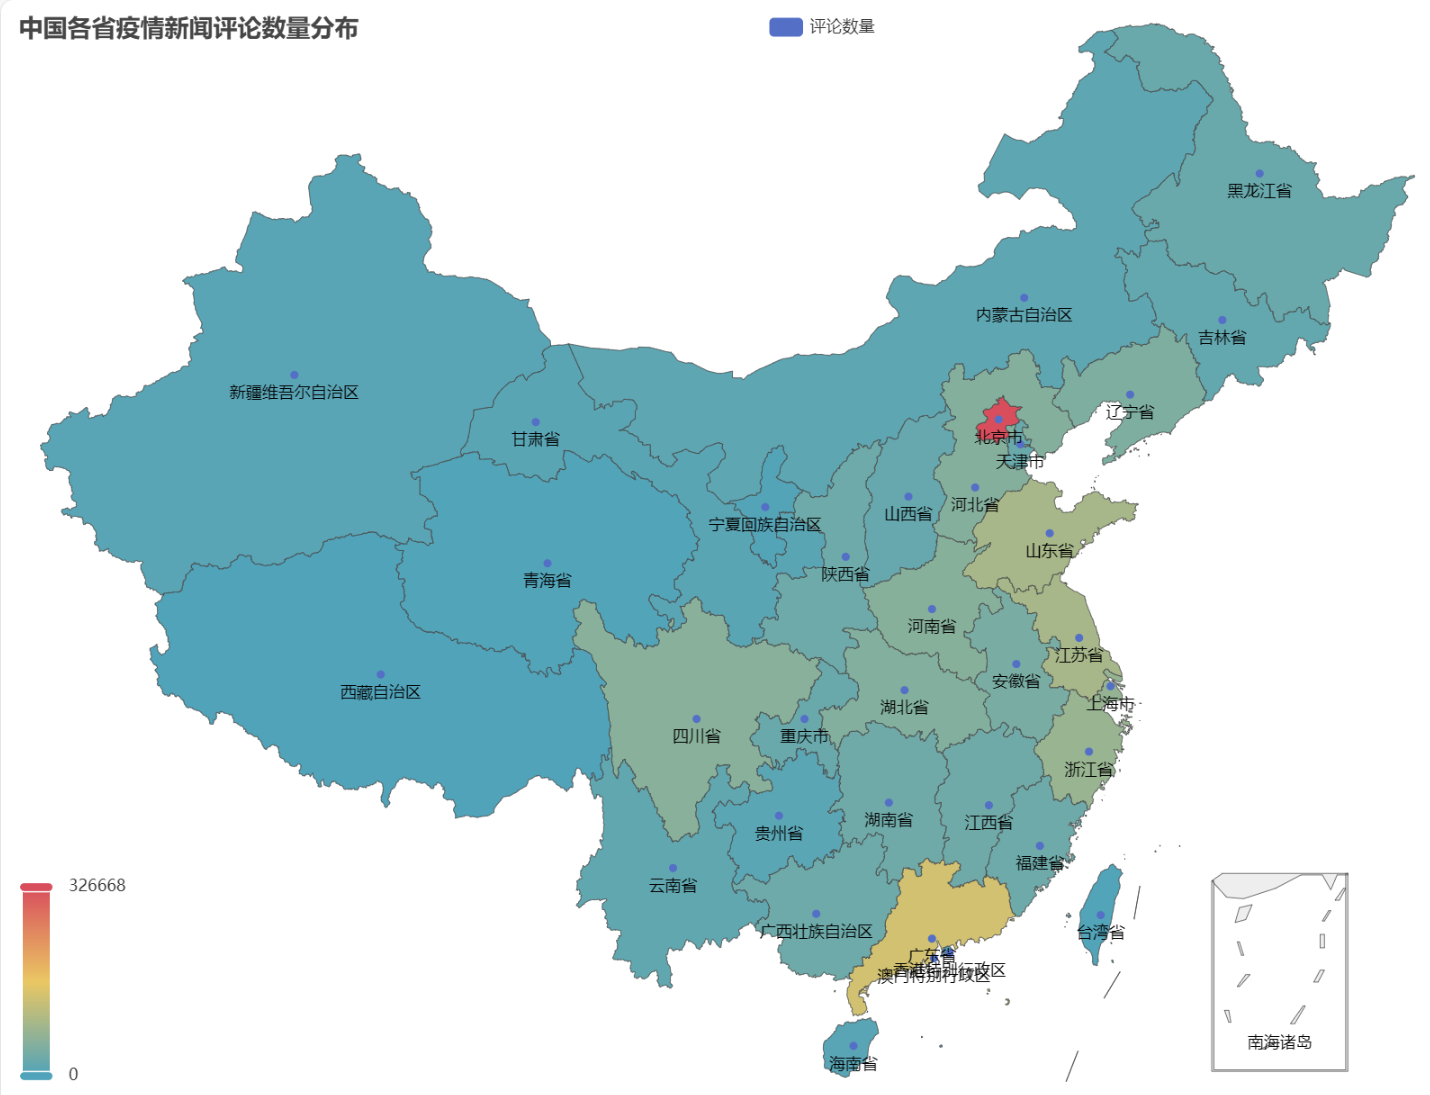 中国各省疫情新闻评论数量分布
评论数量
黑龙江省
内蒙古自治区
吉林省
新疆维吾尔自治区
辽宁省
甘肃省
北京市
天津市
河北省
山西省
宁夏回族自治区
山东省
陕西省
青海省
河南省
江苏省
安徽省
西藏自治区
上海市
湖北省
四川省
重庆市
浙江省
湖南省
江西省
贵州省
福建省
云南省
326668
广西壮族自治区
台湾省
广东省
香港特别行政区
澳门特别行政区
南海诸岛
海南省
0